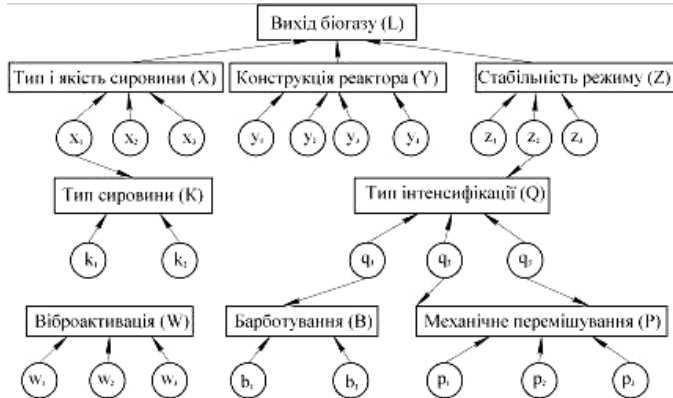 Вихід біогазу (L)
Тип і якість сировини (X) Конструкція реактора (Y) Стабільність режиму (Z)
x₁ x₂ x₃ y₁ y₂ y₃ y₄ z₁ z₂ z₃
Тип сировини (K) Тип інтенсифікації (Q)
k₁ k₂ q₁ q₂ q₃
Віброактивація (W) Барботування (B) Механічне перемішування (P)
w₁ w₂ w₃ b₁ b₂ p₁ p₂ p₃